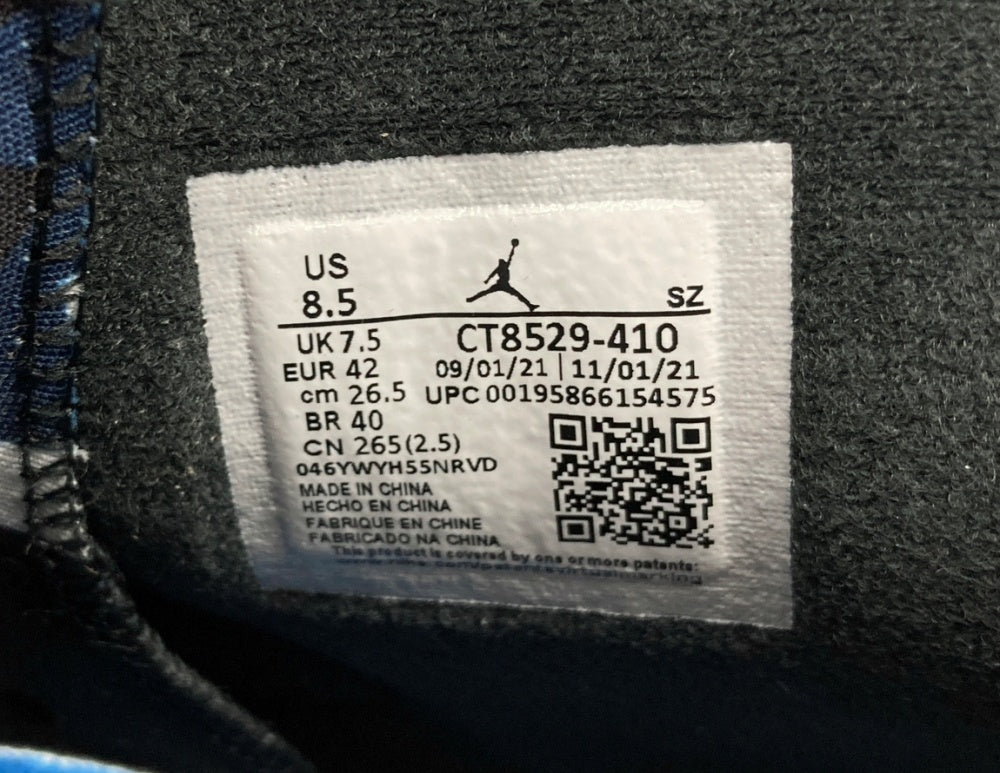 US
8.5
SZ
UK 7.5
CT8529-410
EUR 42
09/01/21 | 11/01/21
cm 26.5
UPC 00195866154575
BR 40
CN 265(2.5)
046YWYH55NRVD
MADE IN CHINA
HECHO EN CHINA
FABRIQUE EN CHINE
FABRICADO NA CHINA
This product is covered by one or more patents: